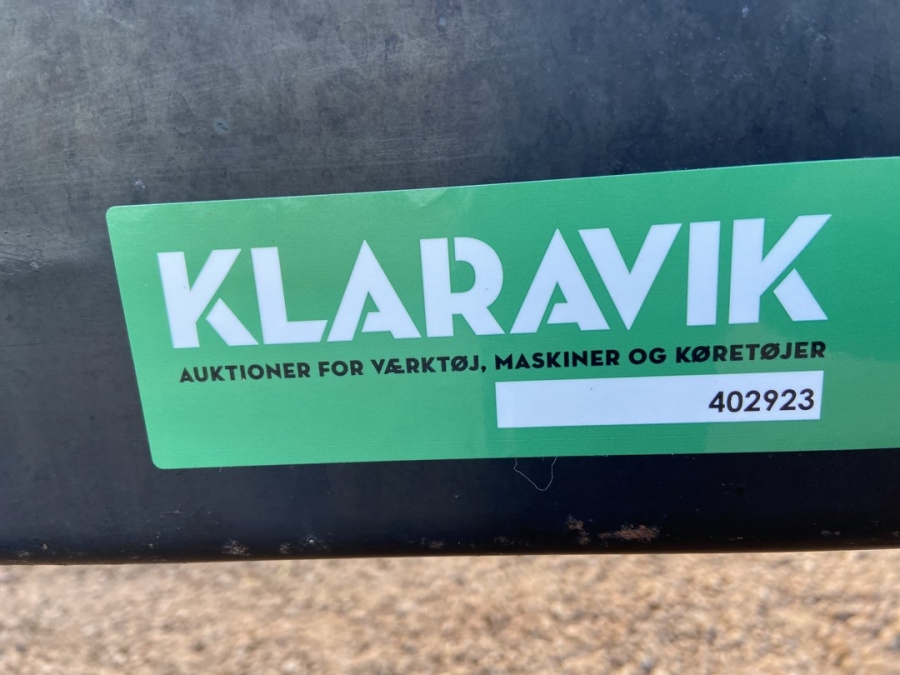 KLARAVIK
AUKTIONER FOR VÆRKTØJ, MASKINER OG KØRETØJER
402923